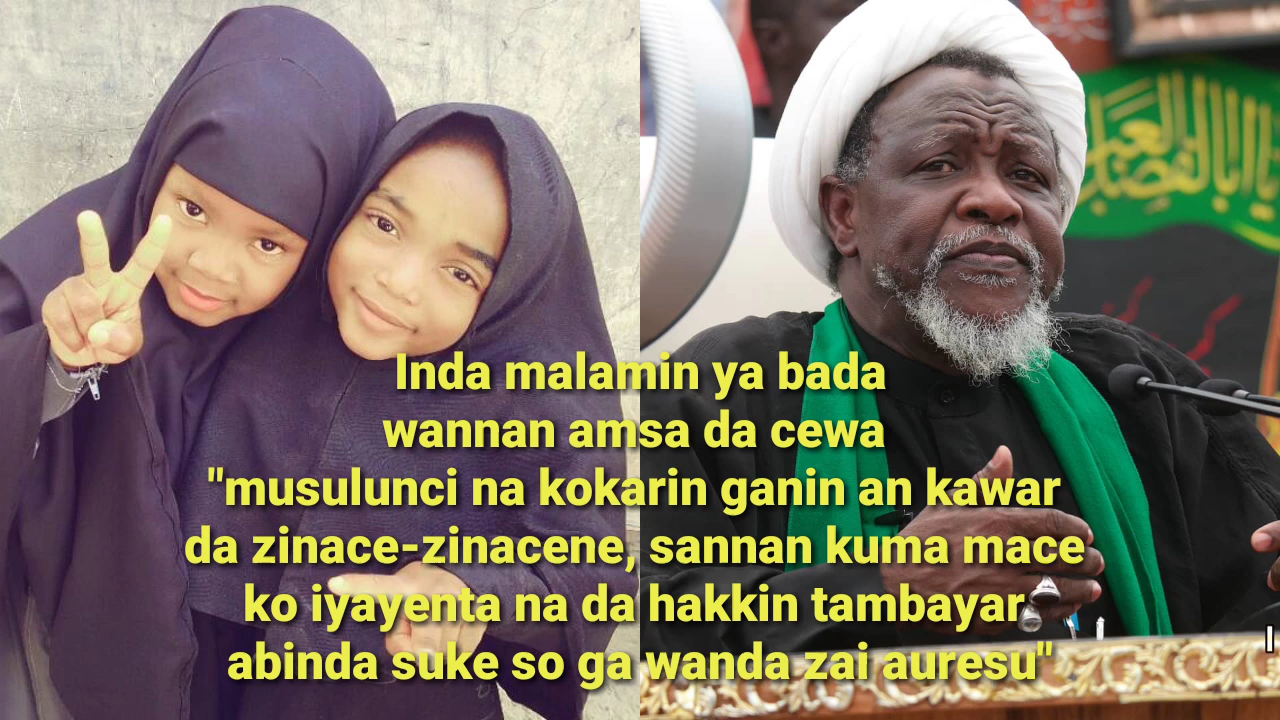 Inda malamin ya bada
wannan amsa da cewa
"musulunci na kokarin ganin an kawar
da zinace-zinacene, sannan kuma mace
ko iyayenta na da hakkin tambayar
abinda suke so ga wanda zai auresu"